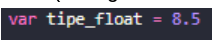 var tipe_float = 8.5